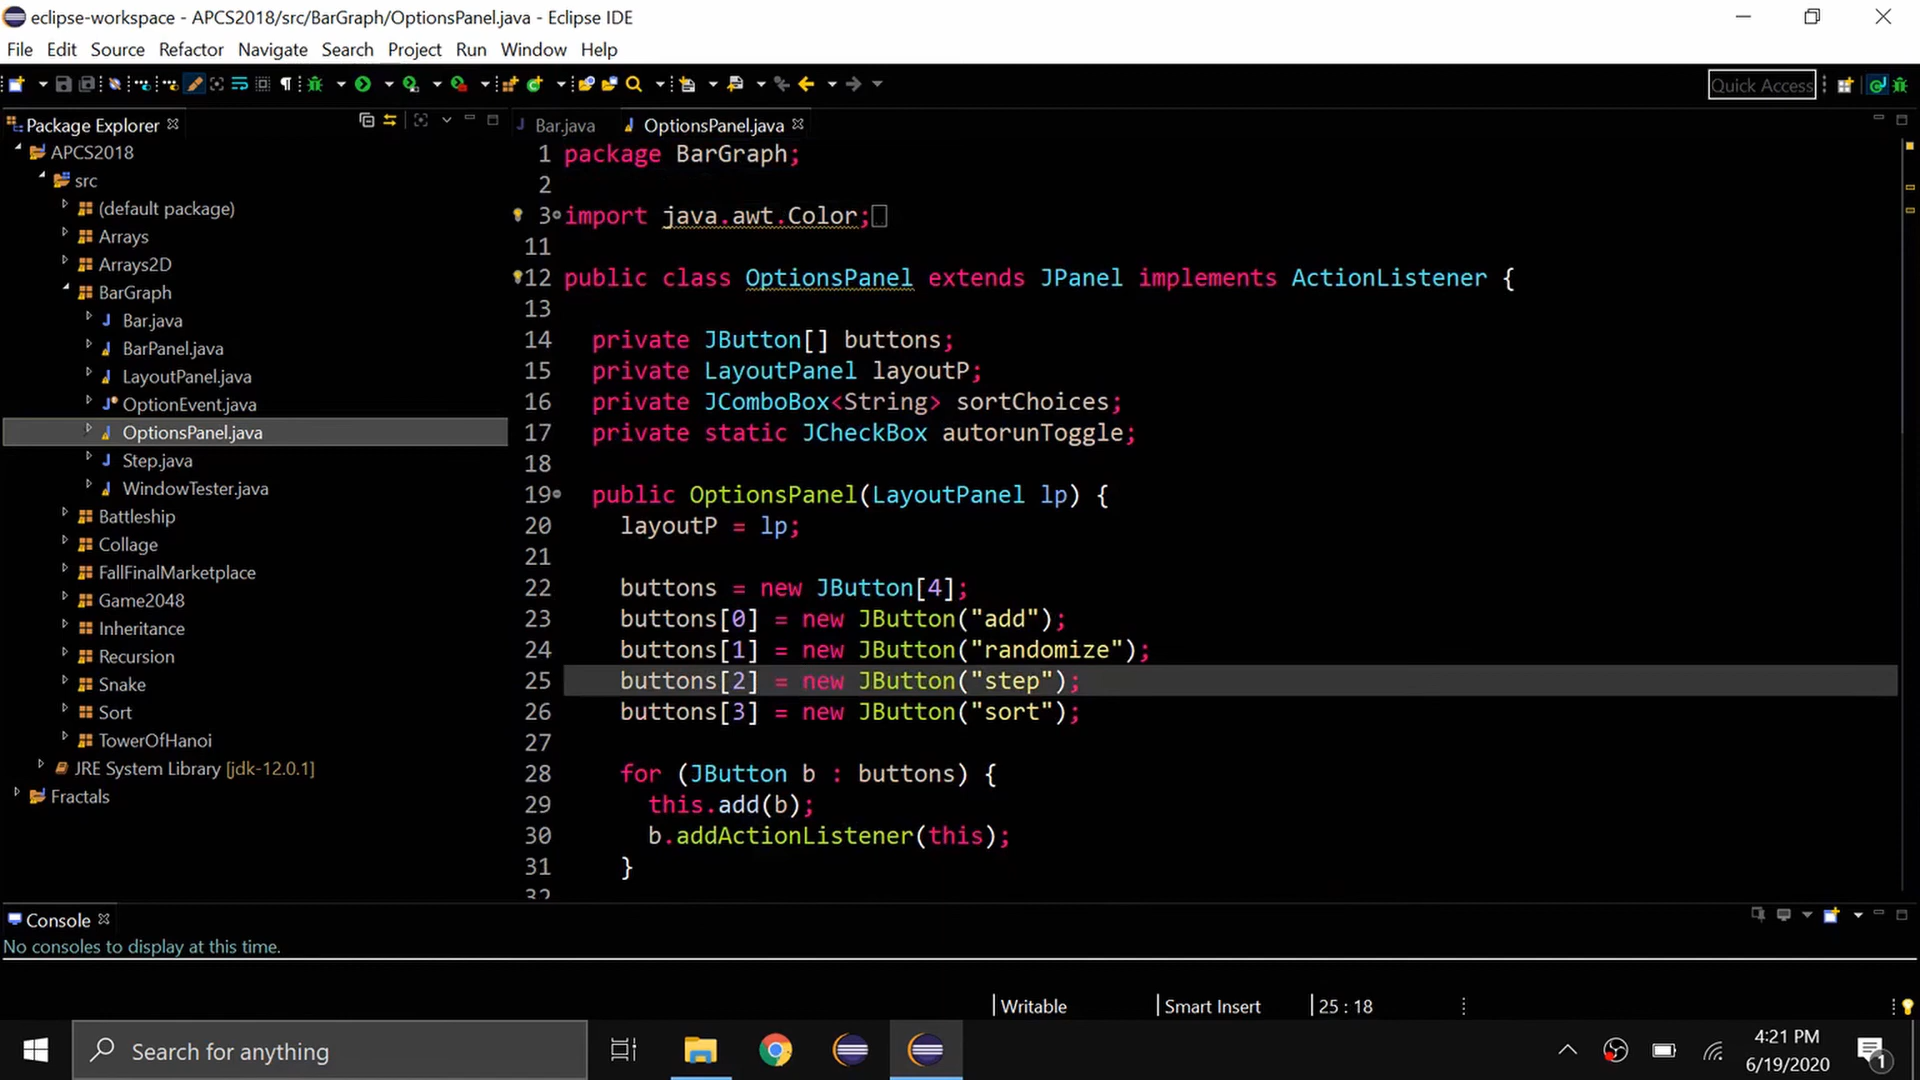 eclipse-workspace - APCS2018/src/BarGraph/OptionsPanel.java - Eclipse IDE
File Edit Source Refactor Navigate Search Project Run Window Help
Quick Access
Package Explorer
APCS2018
src
(default package)
Arrays
Arrays2D
BarGraph
Bar.java
BarPanel.java
LayoutPanel.java
OptionEvent.java
OptionsPanel.java
Step.java
WindowTester.java
Battleship
Collage
FallFinalMarketplace
Game2048
Inheritance
Recursion
Snake
Sort
TowerOfHanoi
JRE System Library [jdk-12.0.1]
Fractals
Bar.java OptionsPanel.java
1 package BarGraph;
2
3 import java.awt.Color;
11
12 public class OptionsPanel extends JPanel implements ActionListener {
13
14 private JButton[] buttons;
15 private LayoutPanel layoutP;
16 private JComboBox<String> sortChoices;
17 private static JCheckBox autorunToggle;
18
19 public OptionsPanel(LayoutPanel lp) {
20 layoutP = lp;
21
22 buttons = new JButton[4];
23 buttons[0] = new JButton("add");
24 buttons[1] = new JButton("randomize");
25 buttons[2] = new JButton("step");
26 buttons[3] = new JButton("sort");
27
28 for (JButton b : buttons) {
29 this.add(b);
30 b.addActionListener(this);
31 }
32
Console
No consoles to display at this time.
Writable Smart Insert 25 : 18
Search for anything
4:21 PM
6/19/2020
1